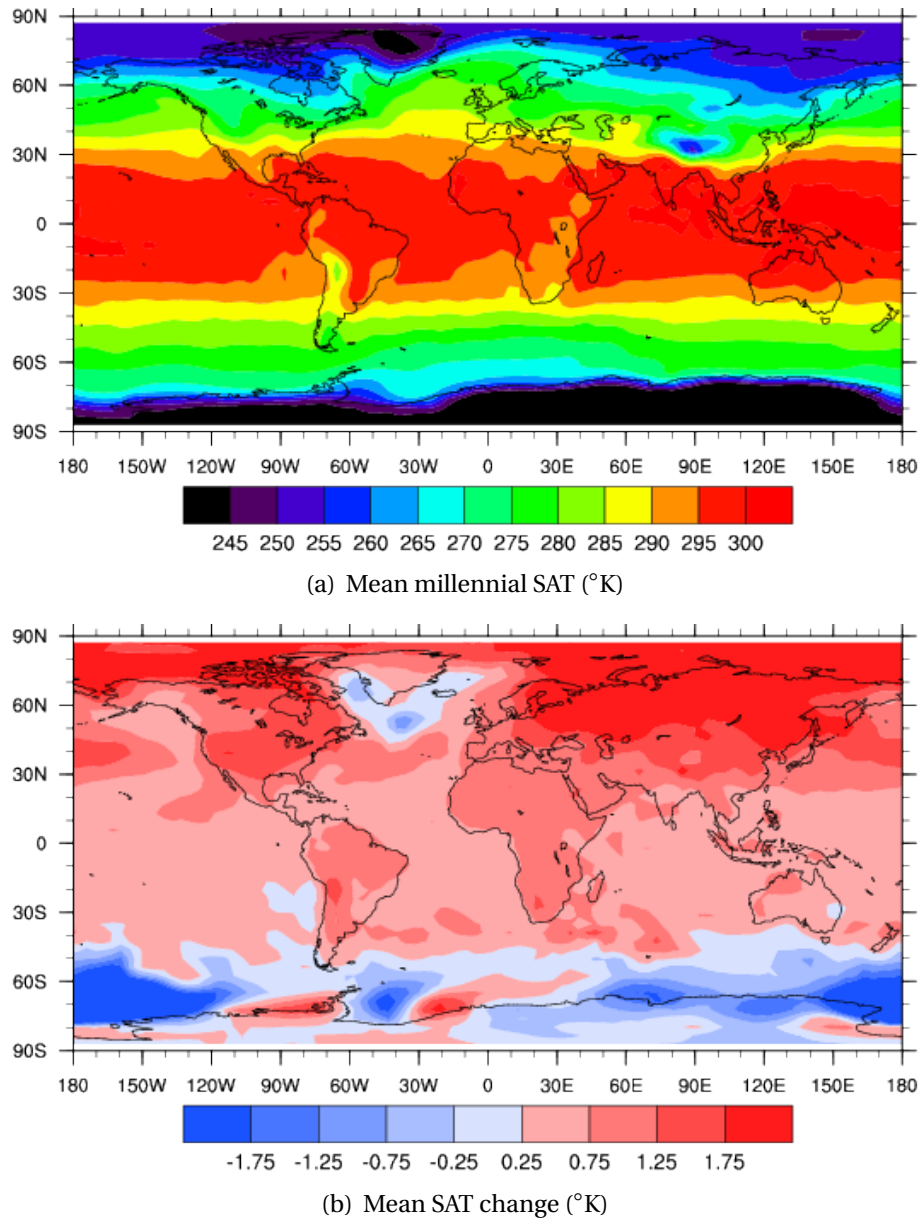 90N
60N
30N
0
30S
60S
90S
180 150W 120W 90W 60W 30W 0 30E 60E 90E 120E 150E 180
245 250 255 260 265 270 275 280 285 290 295 300
(a) Mean millennial SAT (°K)
90N
60N
30N
0
30S
60S
90S
180 150W 120W 90W 60W 30W 0 30E 60E 90E 120E 150E 180
-1.75 -1.25 -0.75 -0.25 0.25 0.75 1.25 1.75
(b) Mean SAT change (°K)